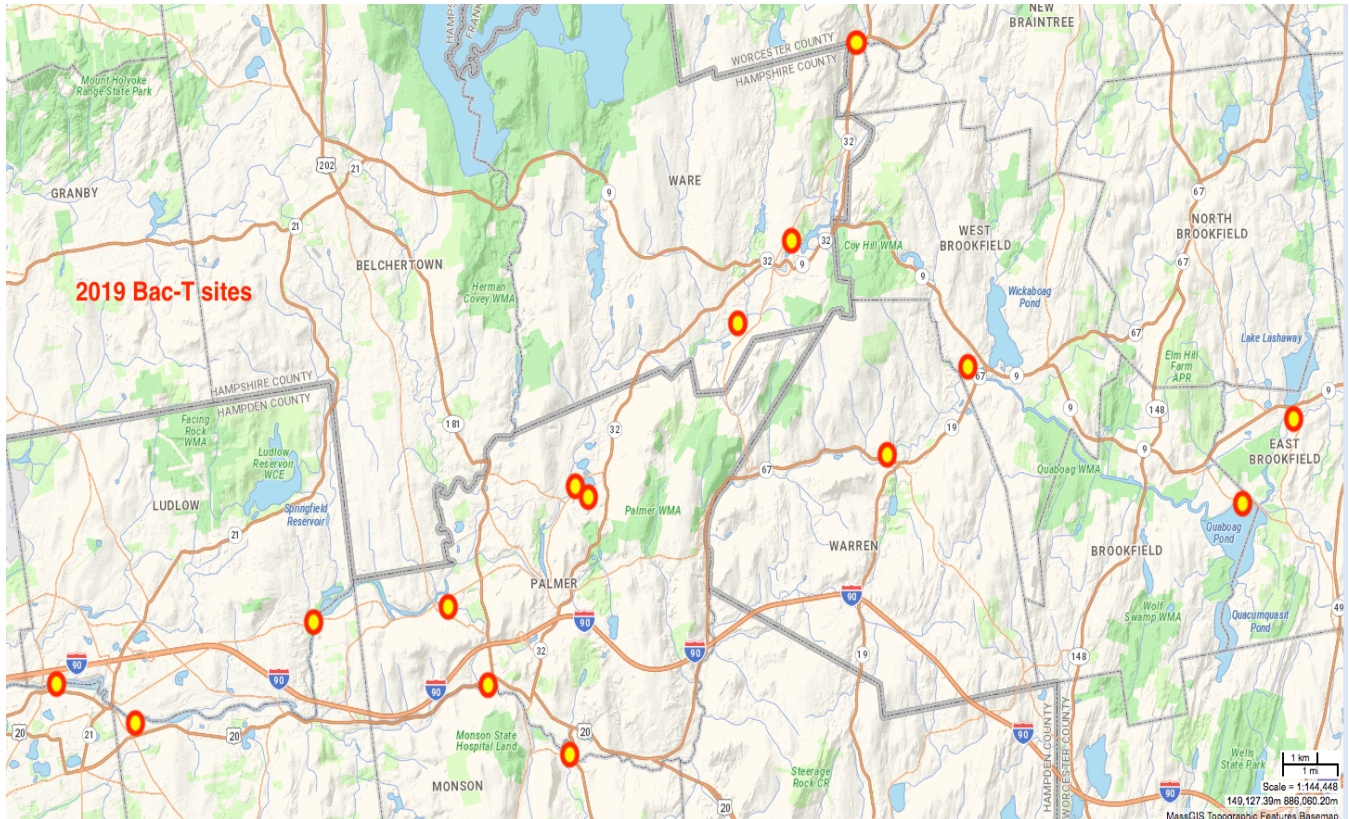 HAMPS
FRANK
NEW
BRAINTREE
WORCESTER COUNTY
HAMPSHIRE COUNTY
Mount Holyoke
Range State Park
32
202
21
9
WARE
GRANBY
67
21
NORTH
BROOKFIELD
WEST
BROOKFIELD
Coy Hill WMA
32
9
32
9
67
BELCHERTOWN
2019 Bac-T sites
Herman
Covey WMA
Wickaboag
Pond
67
Lake Lashaway
Elm Hill
Farm
APR
HAMPSHIRE COUNTY
HAMPDEN COUNTY
67
9
9
148
9
Facing
Rock
WMA
181
32
19
EAST
BROOKFIELD
Ludlow
Reservoir
WCE
9
67
Quaboag WMA
LUDLOW
Springfield
Reservoir
Palmer WMA
21
Quaboag
Pond
WARREN
BROOKFIELD
PALMER
90
Wolf
Swamp WMA
Quacumquasit
Pond
49
90
32
90
90
148
19
90
90
20
21
20
20
Monson State
Hospital Land
90
MONSON
Steerage
Rock CR
Wells
State Park
HAMPDEN COUNTY
WORCESTER COUNTY
20
90
1 km
1 mi
Scale = 1:144,448
149,127.39m 886,060.20m
MassGIS Topographic Features Basemap